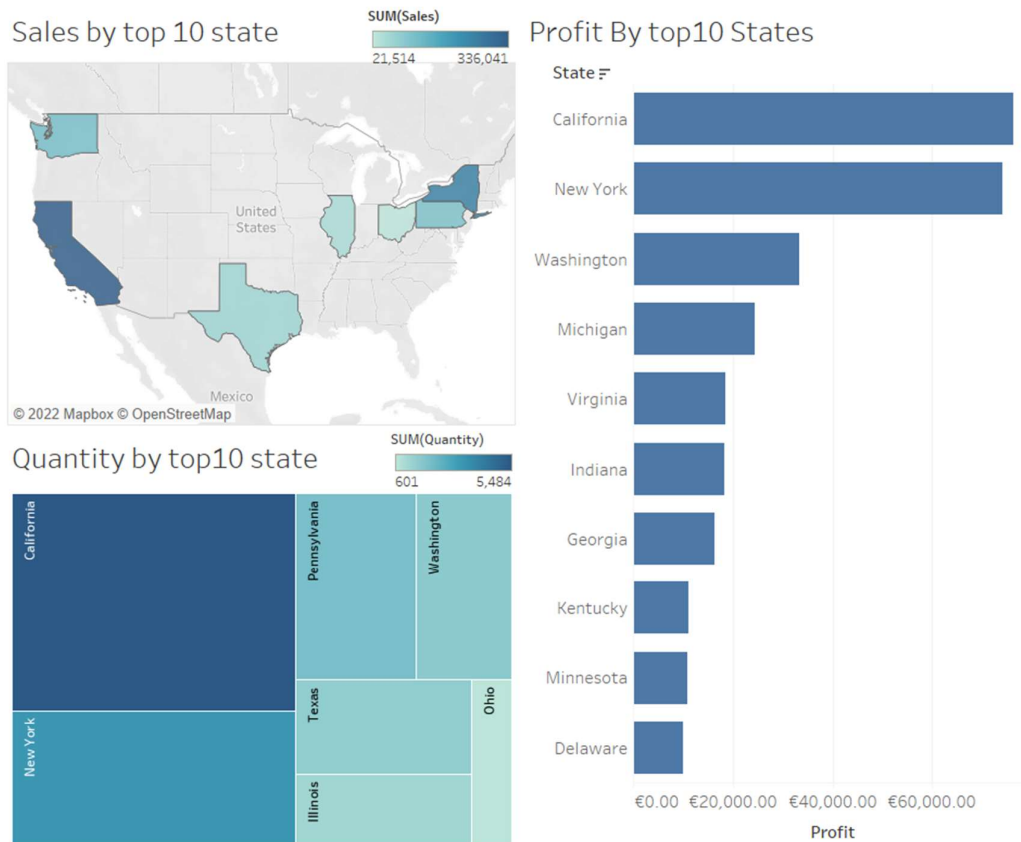 Sales by top 10 state
SUM(Sales)
21,514 336,041
United
States
Mexico
© 2022 Mapbox © OpenStreetMap
Quantity by top10 state
SUM(Quantity)
601 5,484
California
New York
Pennsylvania
Washington
Texas
Illinois
Ohio
Profit By top10 States
State
California
New York
Washington
Michigan
Virginia
Indiana
Georgia
Kentucky
Minnesota
Delaware
€0.00 €20,000.00 €40,000.00 €60,000.00
Profit